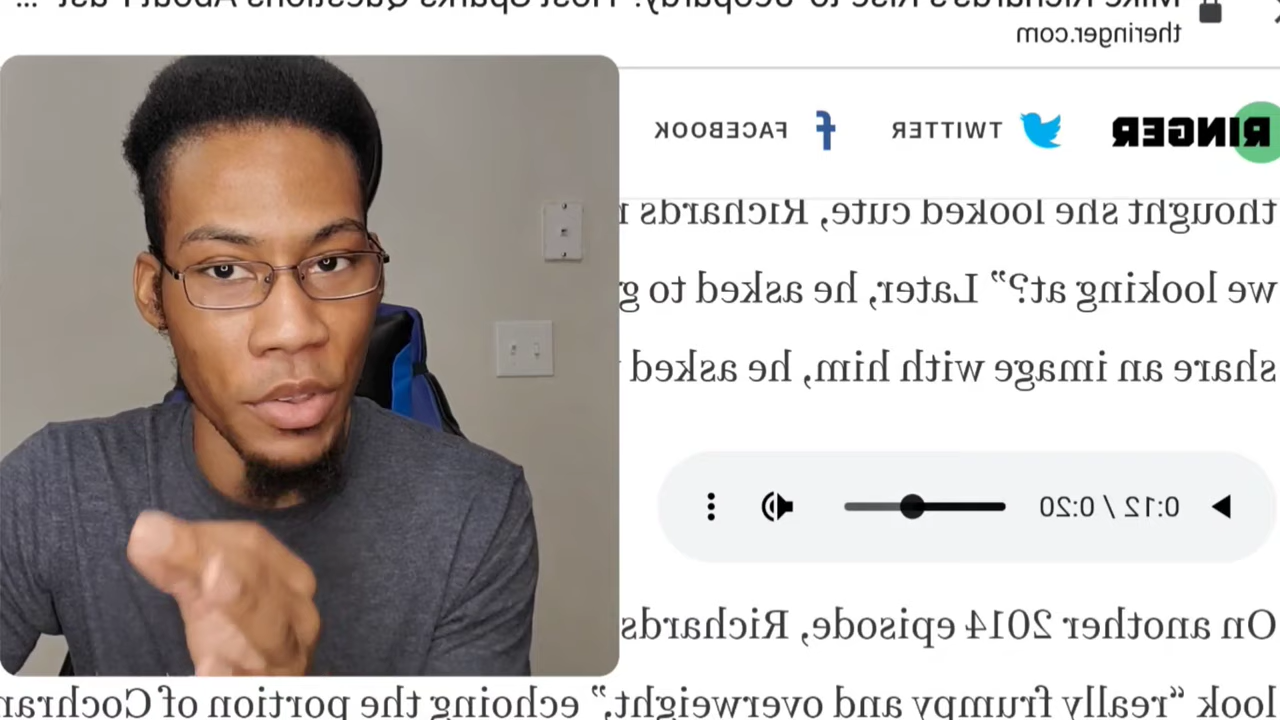 Mike Richards's Rise to 'Jeopardy!' Host Sparks Questions About Past ...
theringer.com
RINGER
TWITTER
FACEBOOK
thought she looked cute, Richards
we looking at?” Later, he asked to
share an image with him, he asked
0:12 / 0:20
On another 2014 episode, Richards
look “really frumpy and overweight,” echoing the portion of